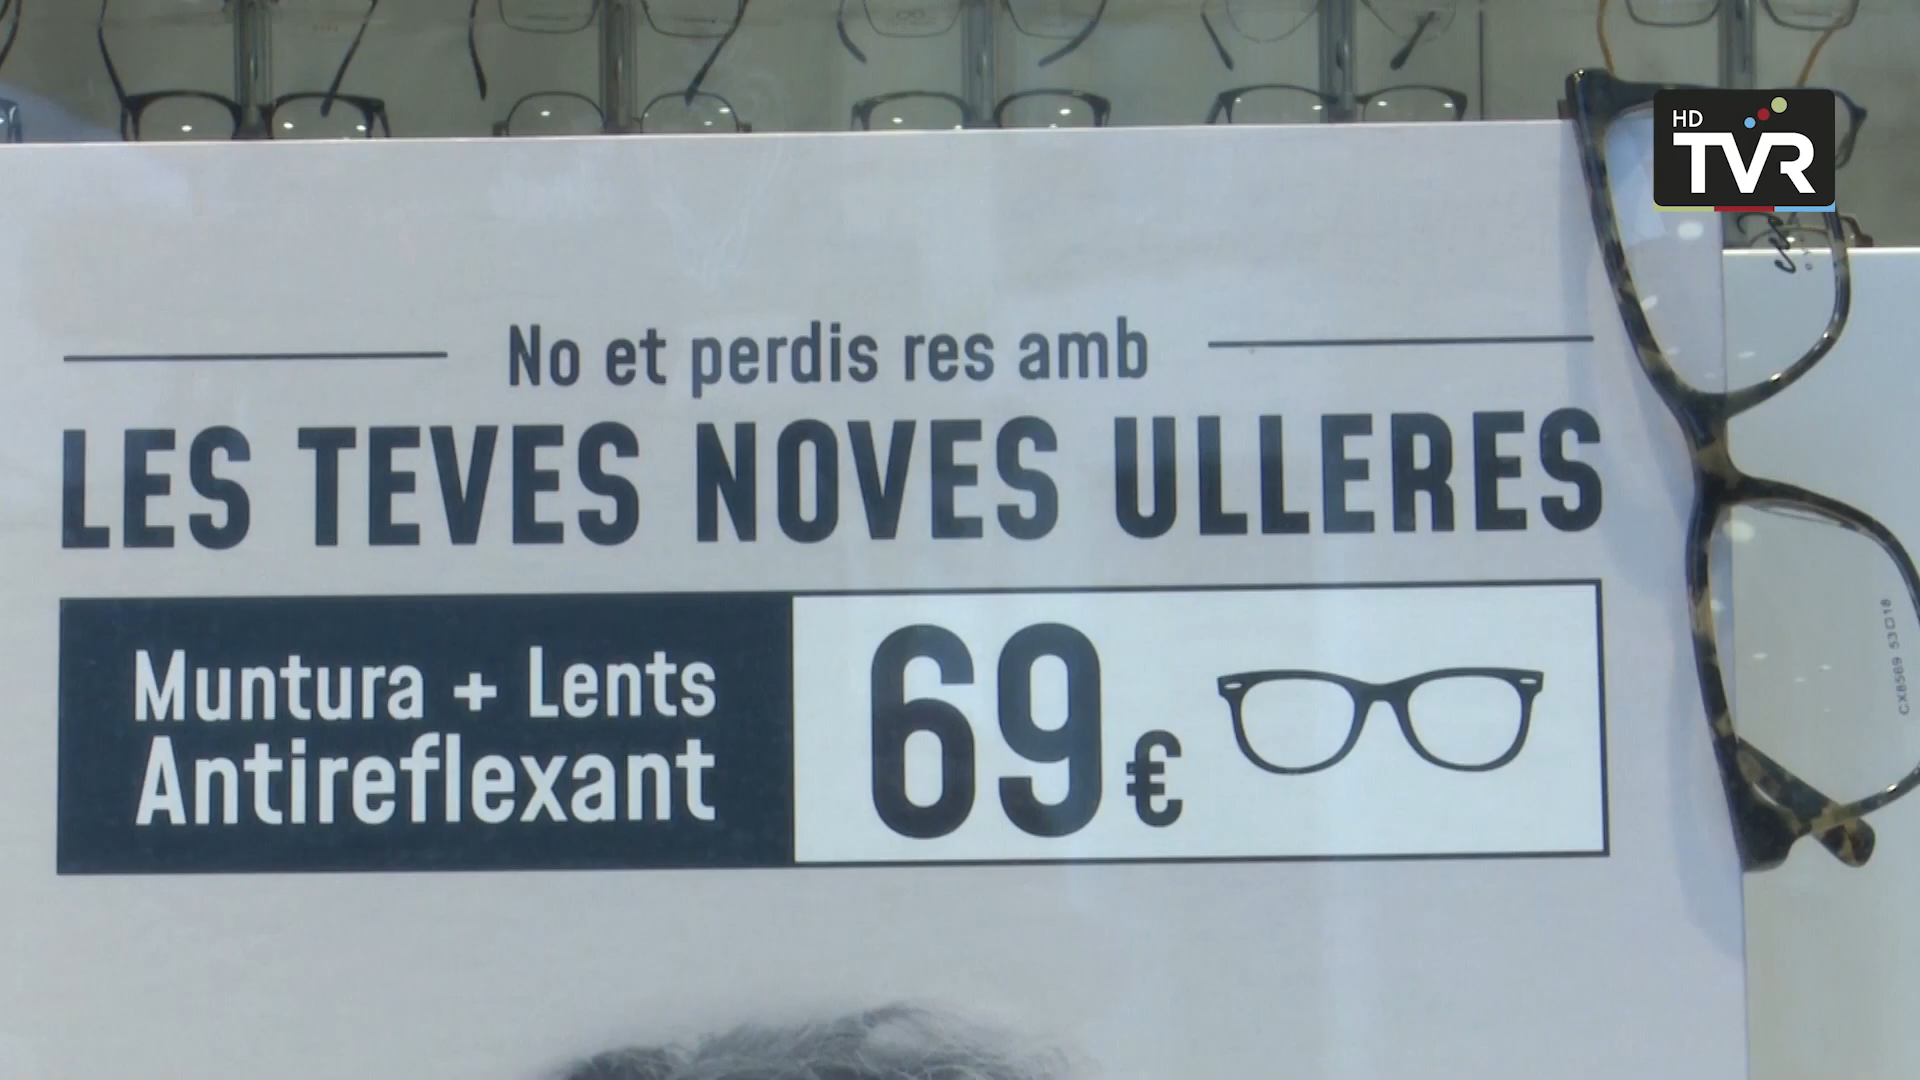 HD
TVR
No et perdis res amb
LES TEVES NOVES ULLERES
Muntura + Lents
Antireflexant
69€
CX8569 53□18